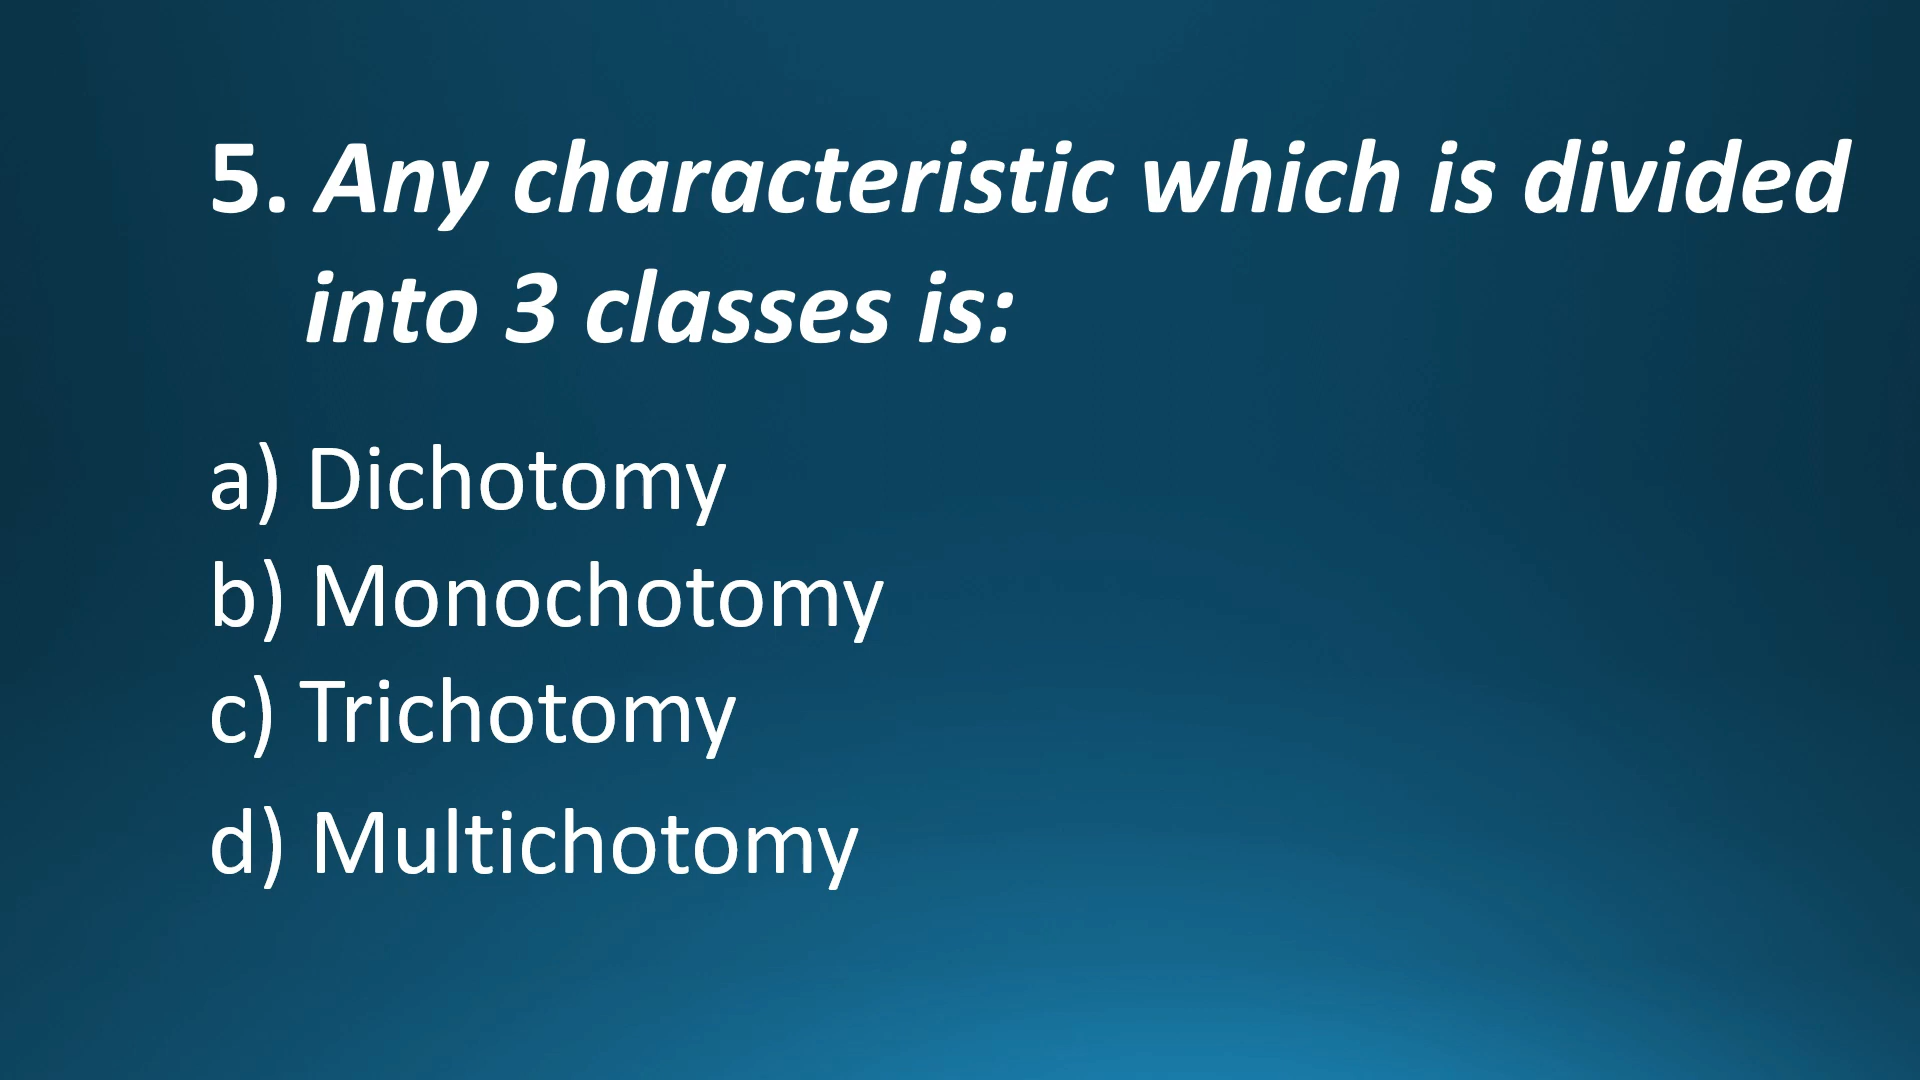 5. Any characteristic which is divided
into 3 classes is:
a) Dichotomy
b) Monochotomy
c) Trichotomy
d) Multichotomy